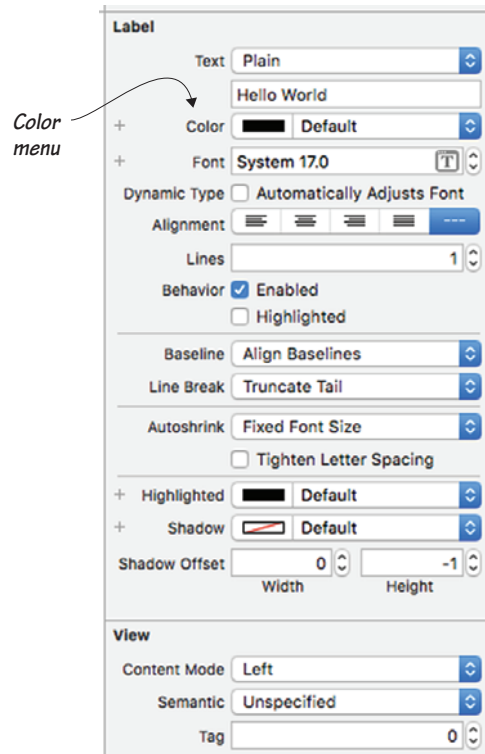 Label
Text Plain
Hello World
Color menu
Color Default
Font System 17.0 T
Dynamic Type Automatically Adjusts Font
Alignment ---
Lines 1
Behavior Enabled
Highlighted
Baseline Align Baselines
Line Break Truncate Tail
Autoshrink Fixed Font Size
Tighten Letter Spacing
+ Highlighted Default
+ Shadow Default
Shadow Offset 0 -1
Width Height
View
Content Mode Left
Semantic Unspecified
Tag 0